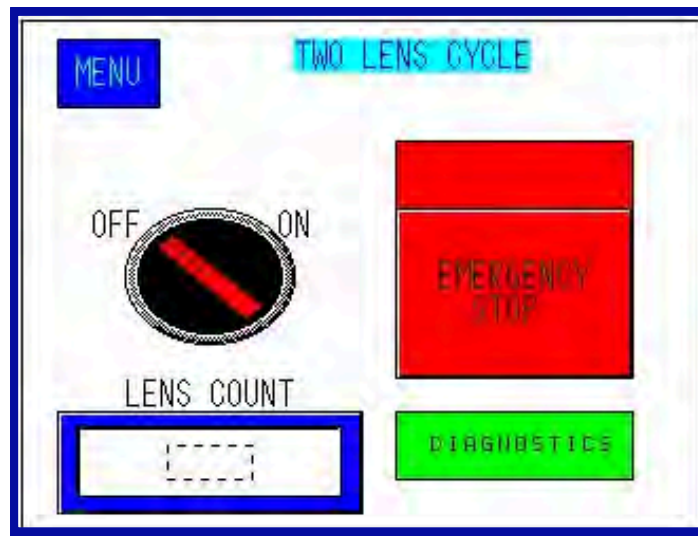 MENU
TWO LENS CYCLE
OFF
ON
EMERGENCY
STOP
LENS COUNT
DIAGNOSTICS